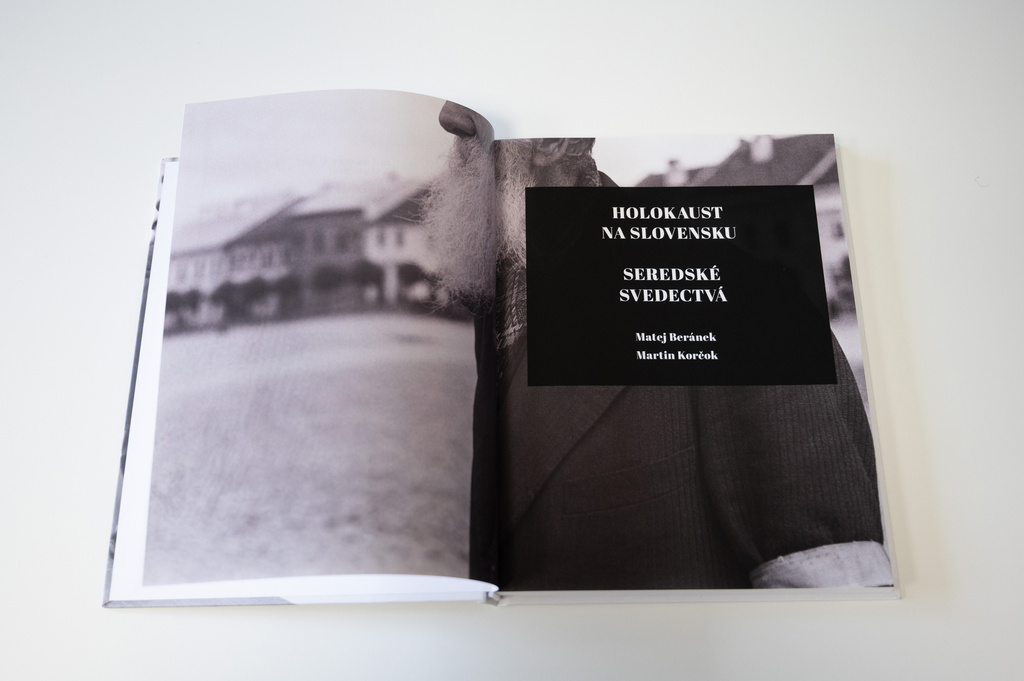 HOLOKAUST
NA SLOVENSKU
SEREDSKÉ
SVEDECTVÁ
Matej Beránek
Martin Korčok